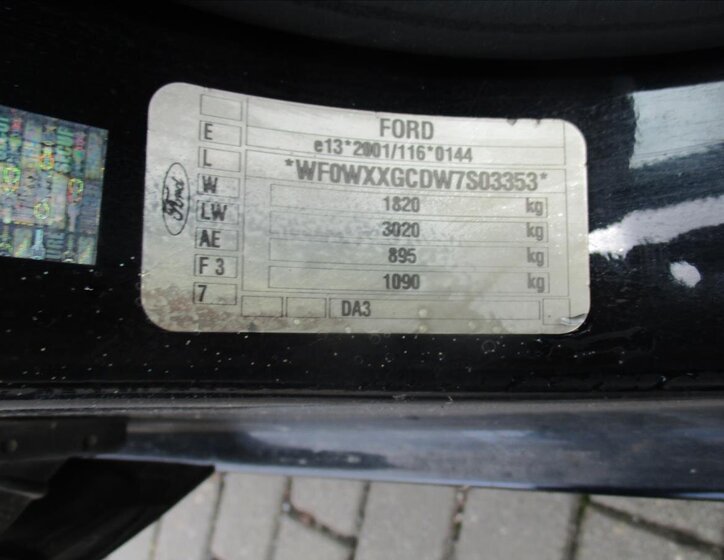 FORD
E e13*2001/116*0144
L *WF0WXXGCDW7S03353*
W 1820 kg
LW 3020 kg
AE 895 kg
F 3 1090 kg
7 DA3
Ford